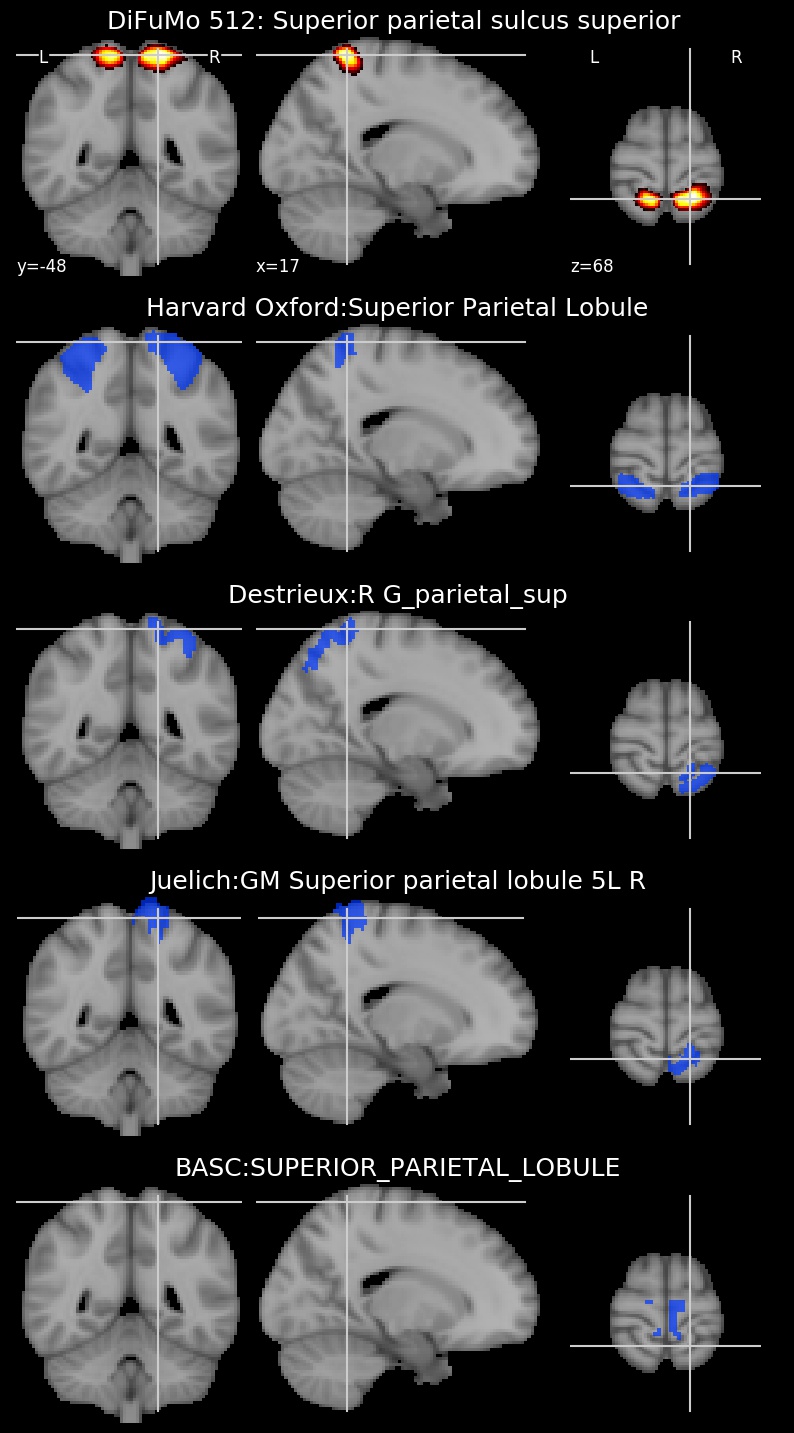 DiFuMo 512: Superior parietal sulcus superior
L R L R
y=-48 x=17 z=68
Harvard Oxford:Superior Parietal Lobule
Destrieux:R G_parietal_sup
Juelich:GM Superior parietal lobule 5L R
BASC:SUPERIOR_PARIETAL_LOBULE